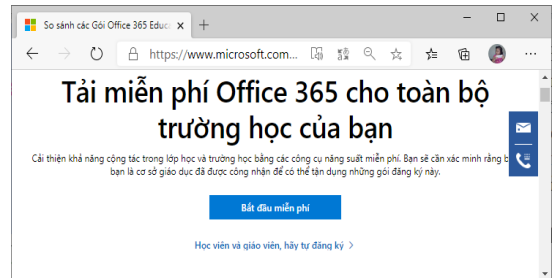 So sánh các Gói Office 365 Educa
https://www.microsoft.com...
Tải miễn phí Office 365 cho toàn bộ
trường học của bạn
Cải thiện khả năng cộng tác trong lớp học và trường học bằng các công cụ năng suất miễn phí. Bạn sẽ cần xác minh rằng
bạn là cơ sở giáo dục đã được công nhận để có thể tận dụng những gói đăng ký này.
Bắt đầu miễn phí
Học viên và giáo viên, hãy tự đăng ký >